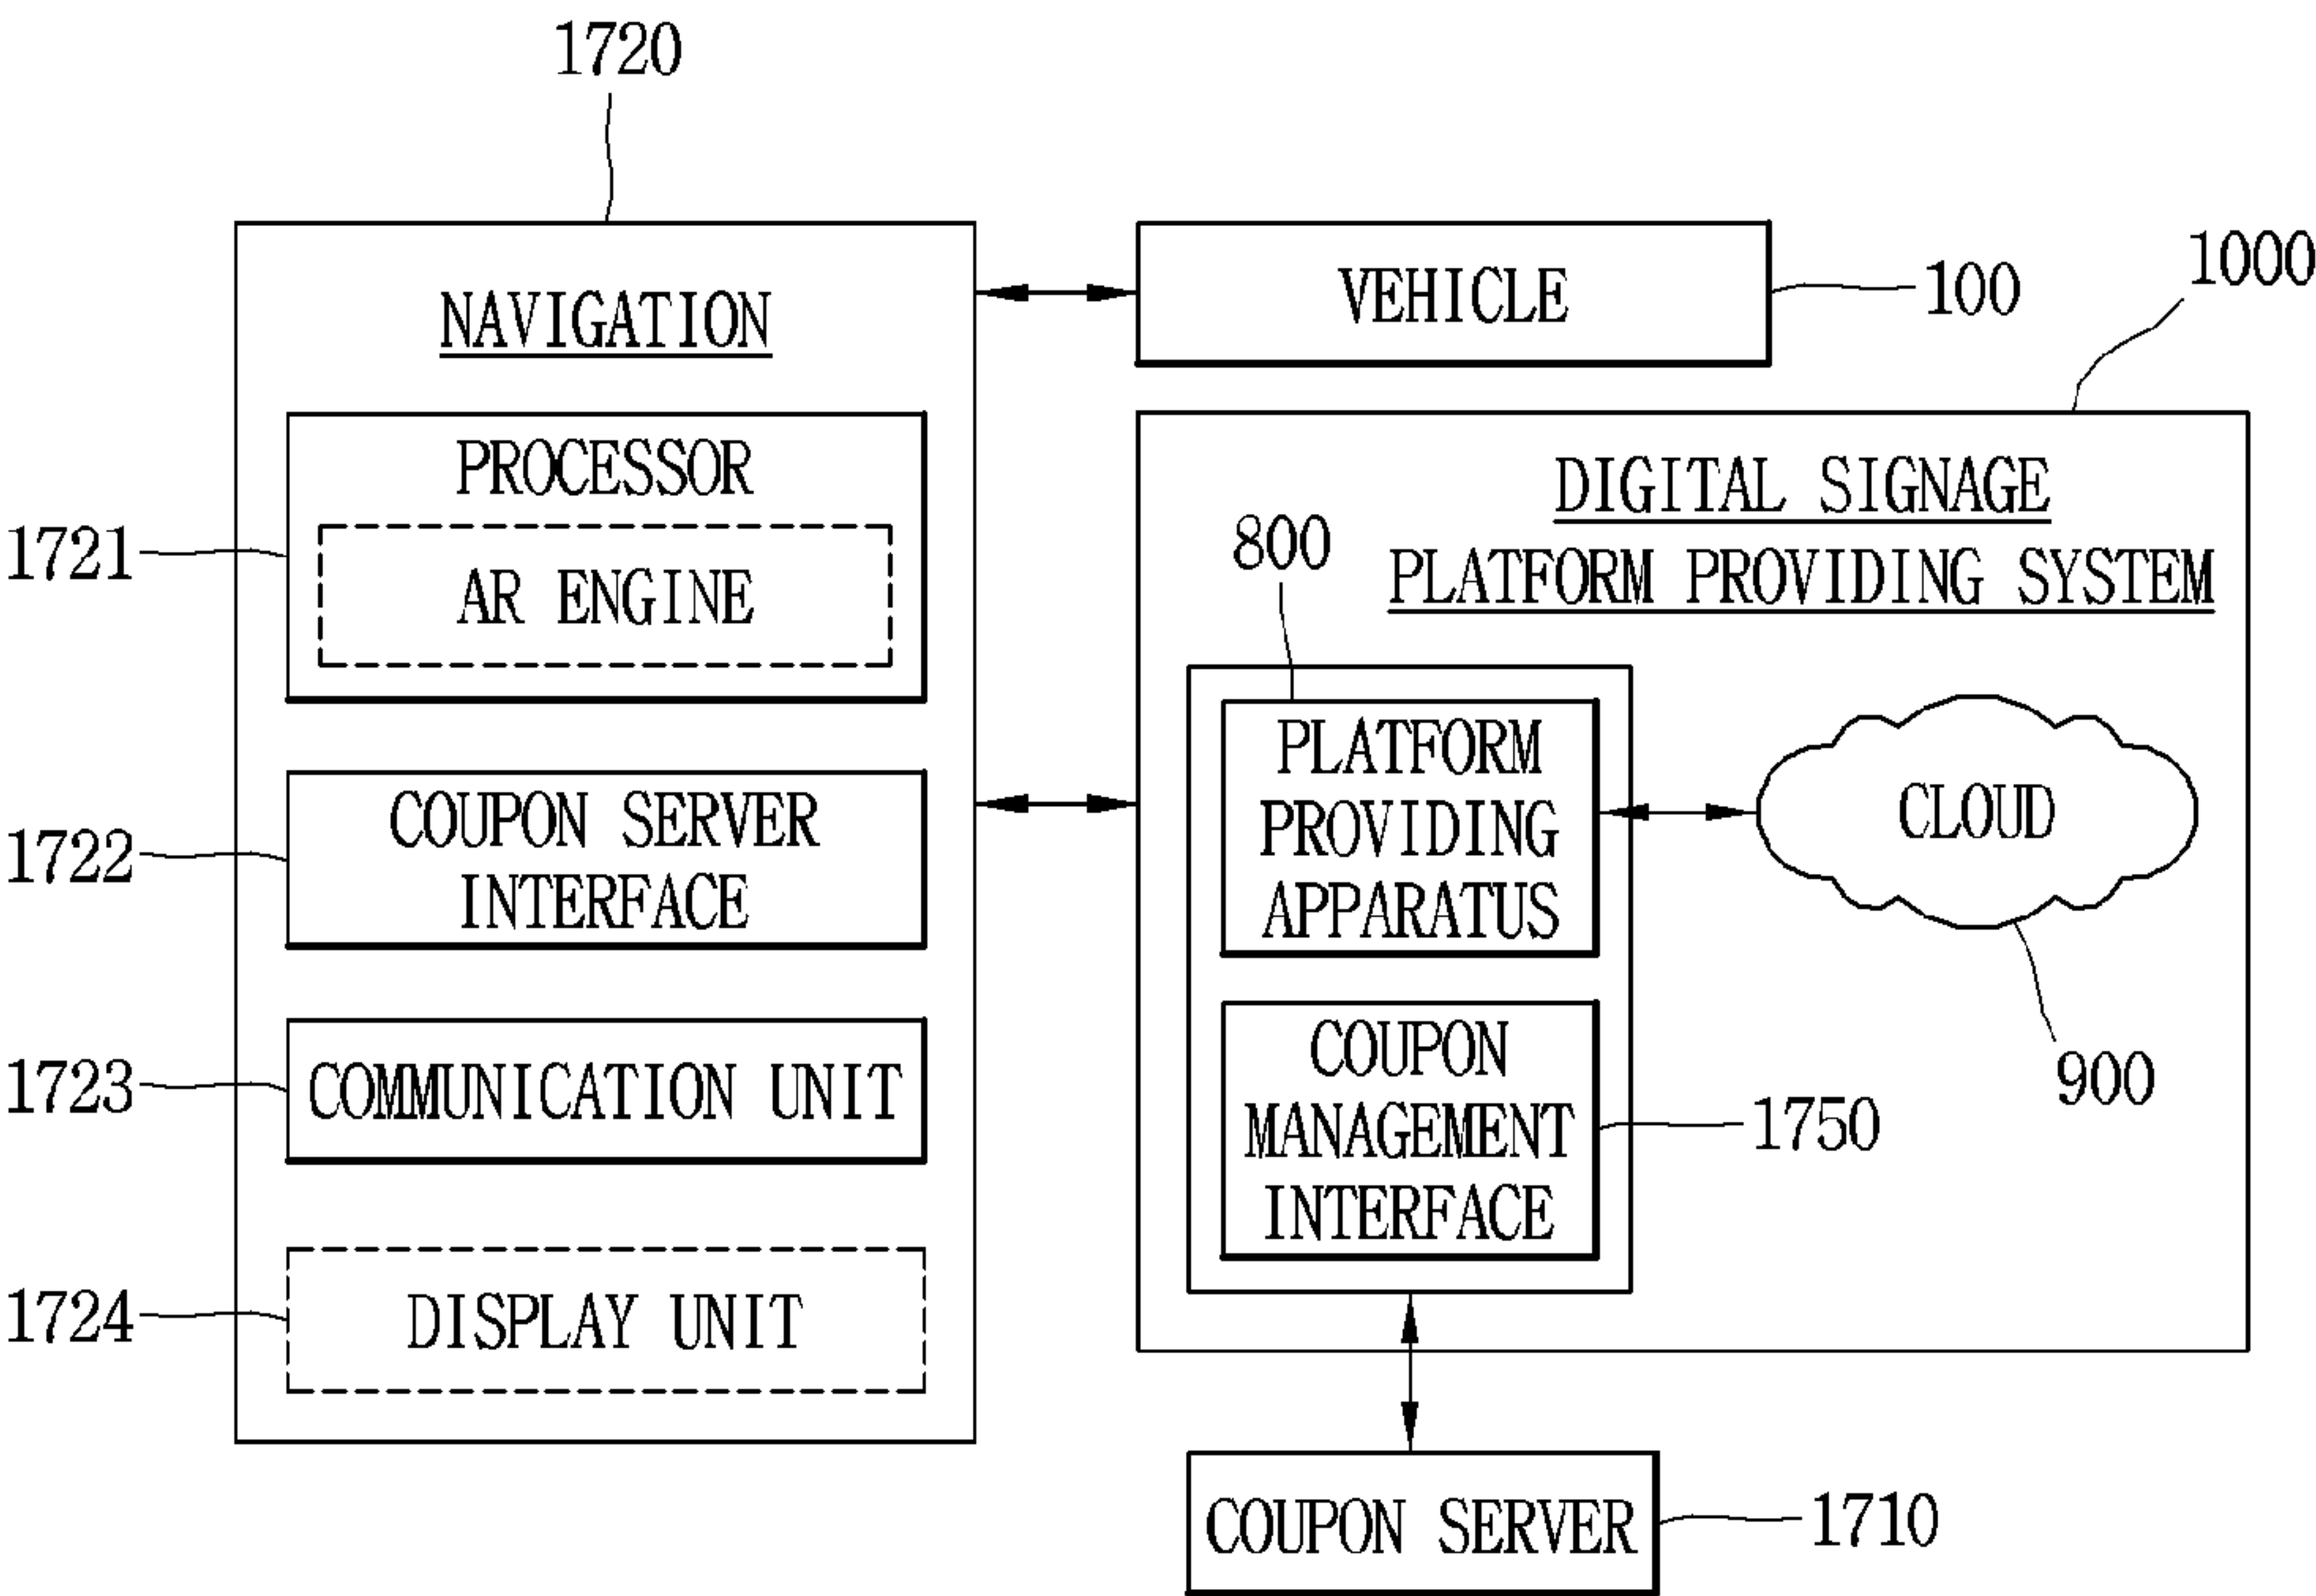 1720
NAVIGATION
PROCESSOR
AR ENGINE
1721
COUPON SERVER
INTERFACE
1722
COMMUNICATION UNIT
1723
DISPLAY UNIT
1724
VEHICLE
100
1000
DIGITAL SIGNAGE
PLATFORM PROVIDING SYSTEM
800
PLATFORM
PROVIDING
APPARATUS
CLOUD
900
COUPON
MANAGEMENT
INTERFACE
1750
COUPON SERVER
1710